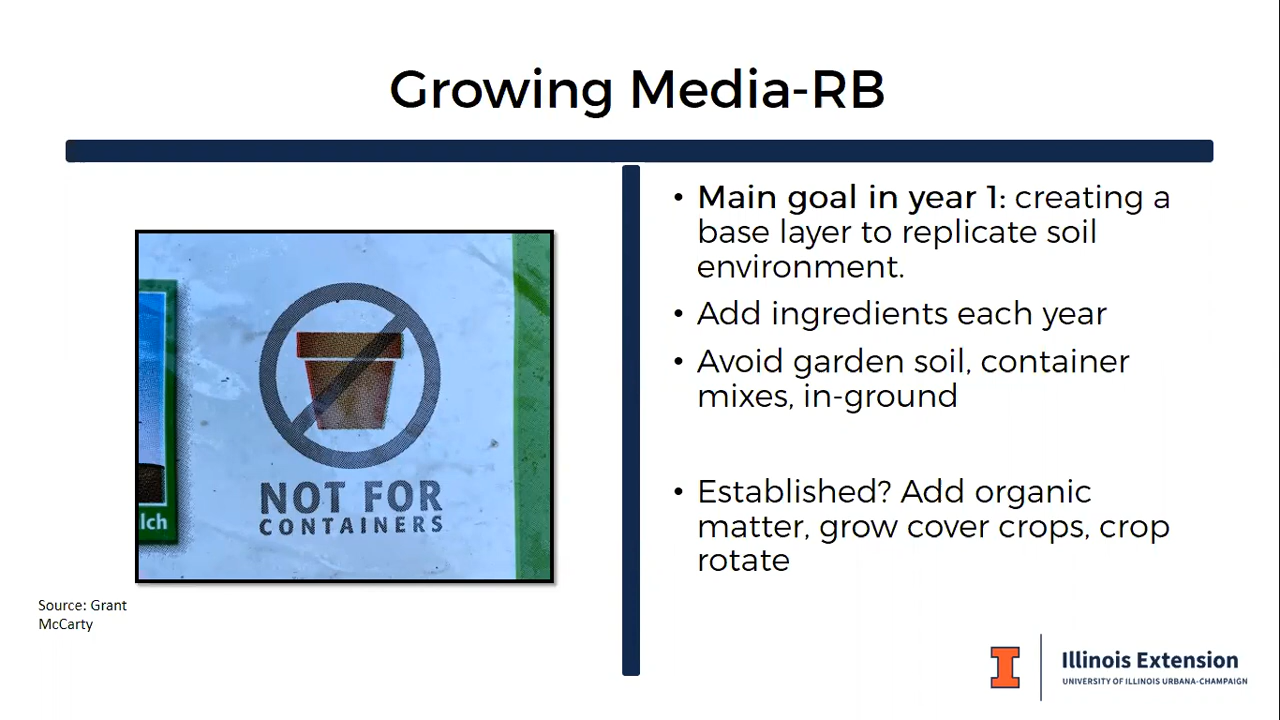 Growing Media-RB
lch
NOT FOR
CONTAINERS
Source: Grant
McCarty
• Main goal in year 1: creating a
base layer to replicate soil
environment.
• Add ingredients each year
• Avoid garden soil, container
mixes, in-ground
• Established? Add organic
matter, grow cover crops, crop
rotate
I
Illinois Extension
UNIVERSITY OF ILLINOIS URBANA-CHAMPAIGN